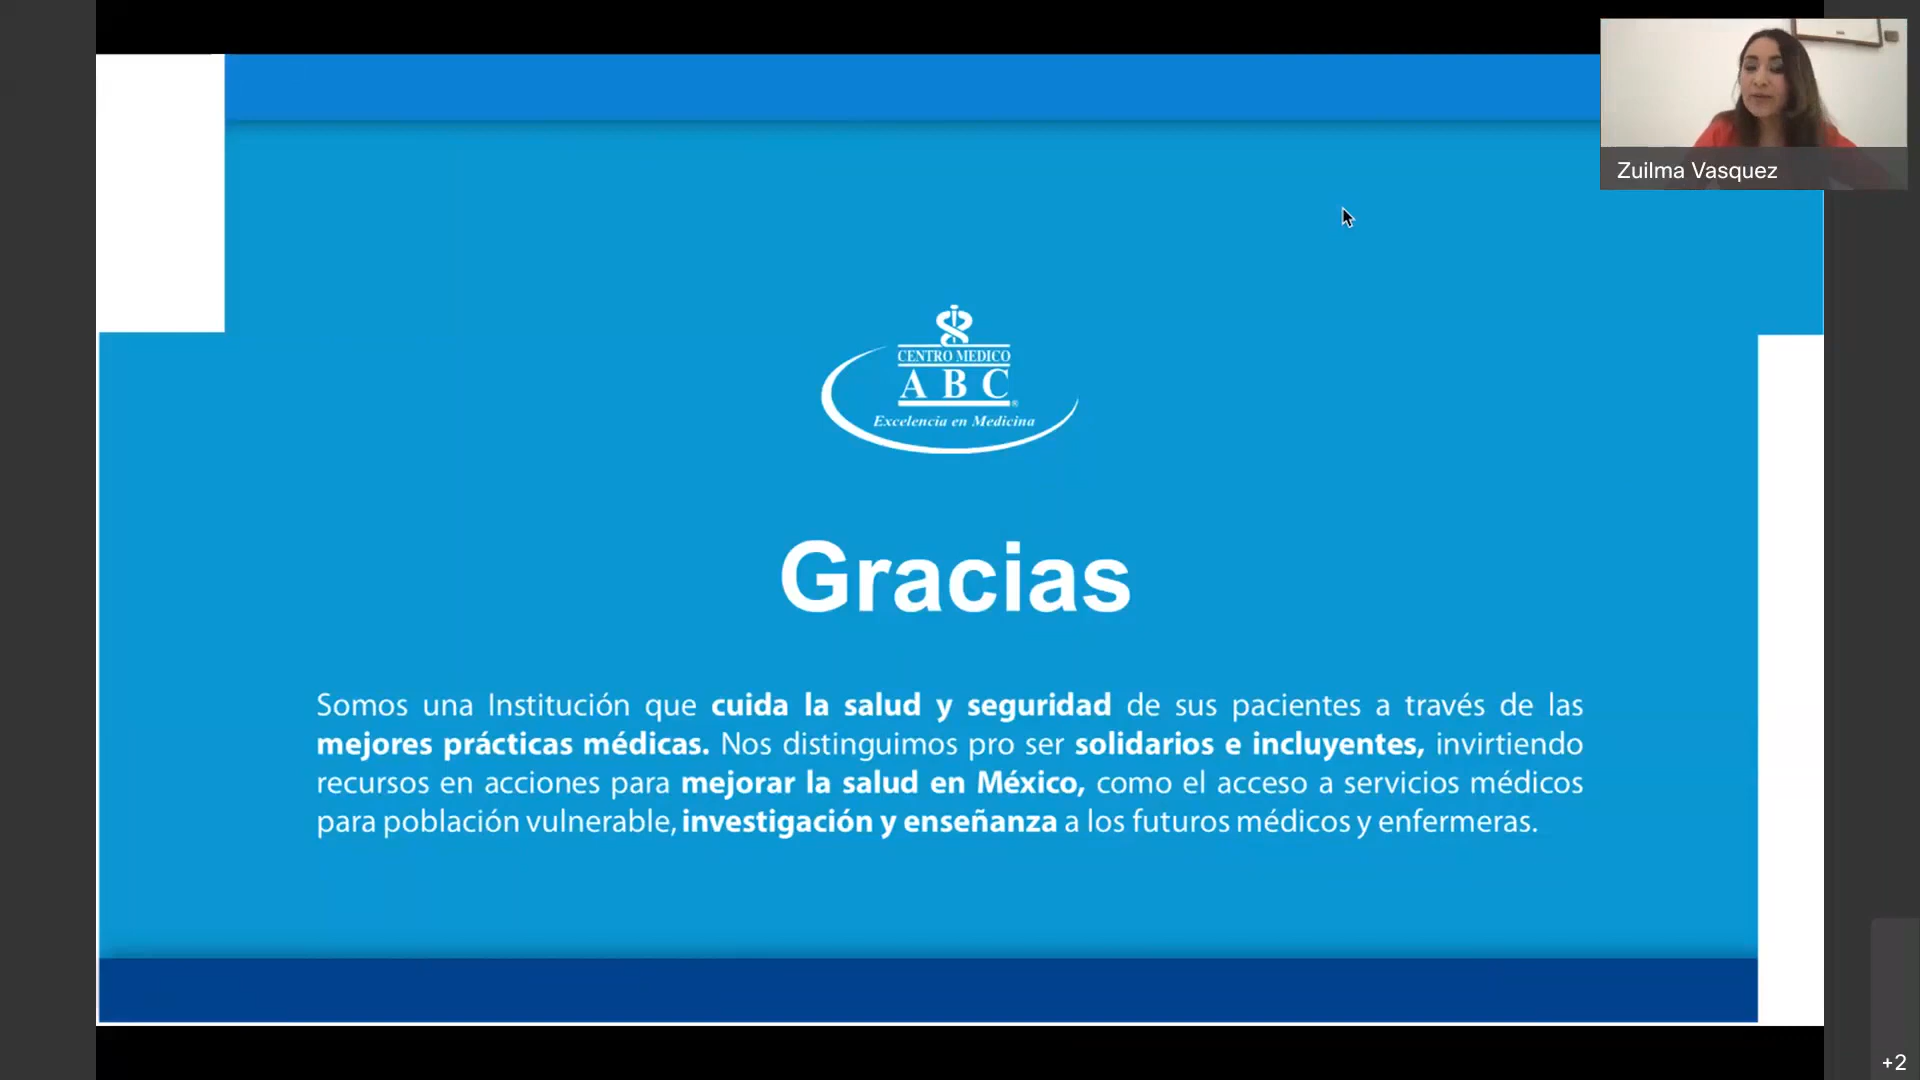 Zuilma Vasquez
CENTRO MEDICO
A B C
Excelencia en Medicina
Gracias
Somos una Institución que cuida la salud y seguridad de sus pacientes a través de las
mejores prácticas médicas. Nos distinguimos pro ser solidarios e incluyentes, invirtiendo
recursos en acciones para mejorar la salud en México, como el acceso a servicios médicos
para población vulnerable, investigación y enseñanza a los futuros médicos y enfermeras.
+2